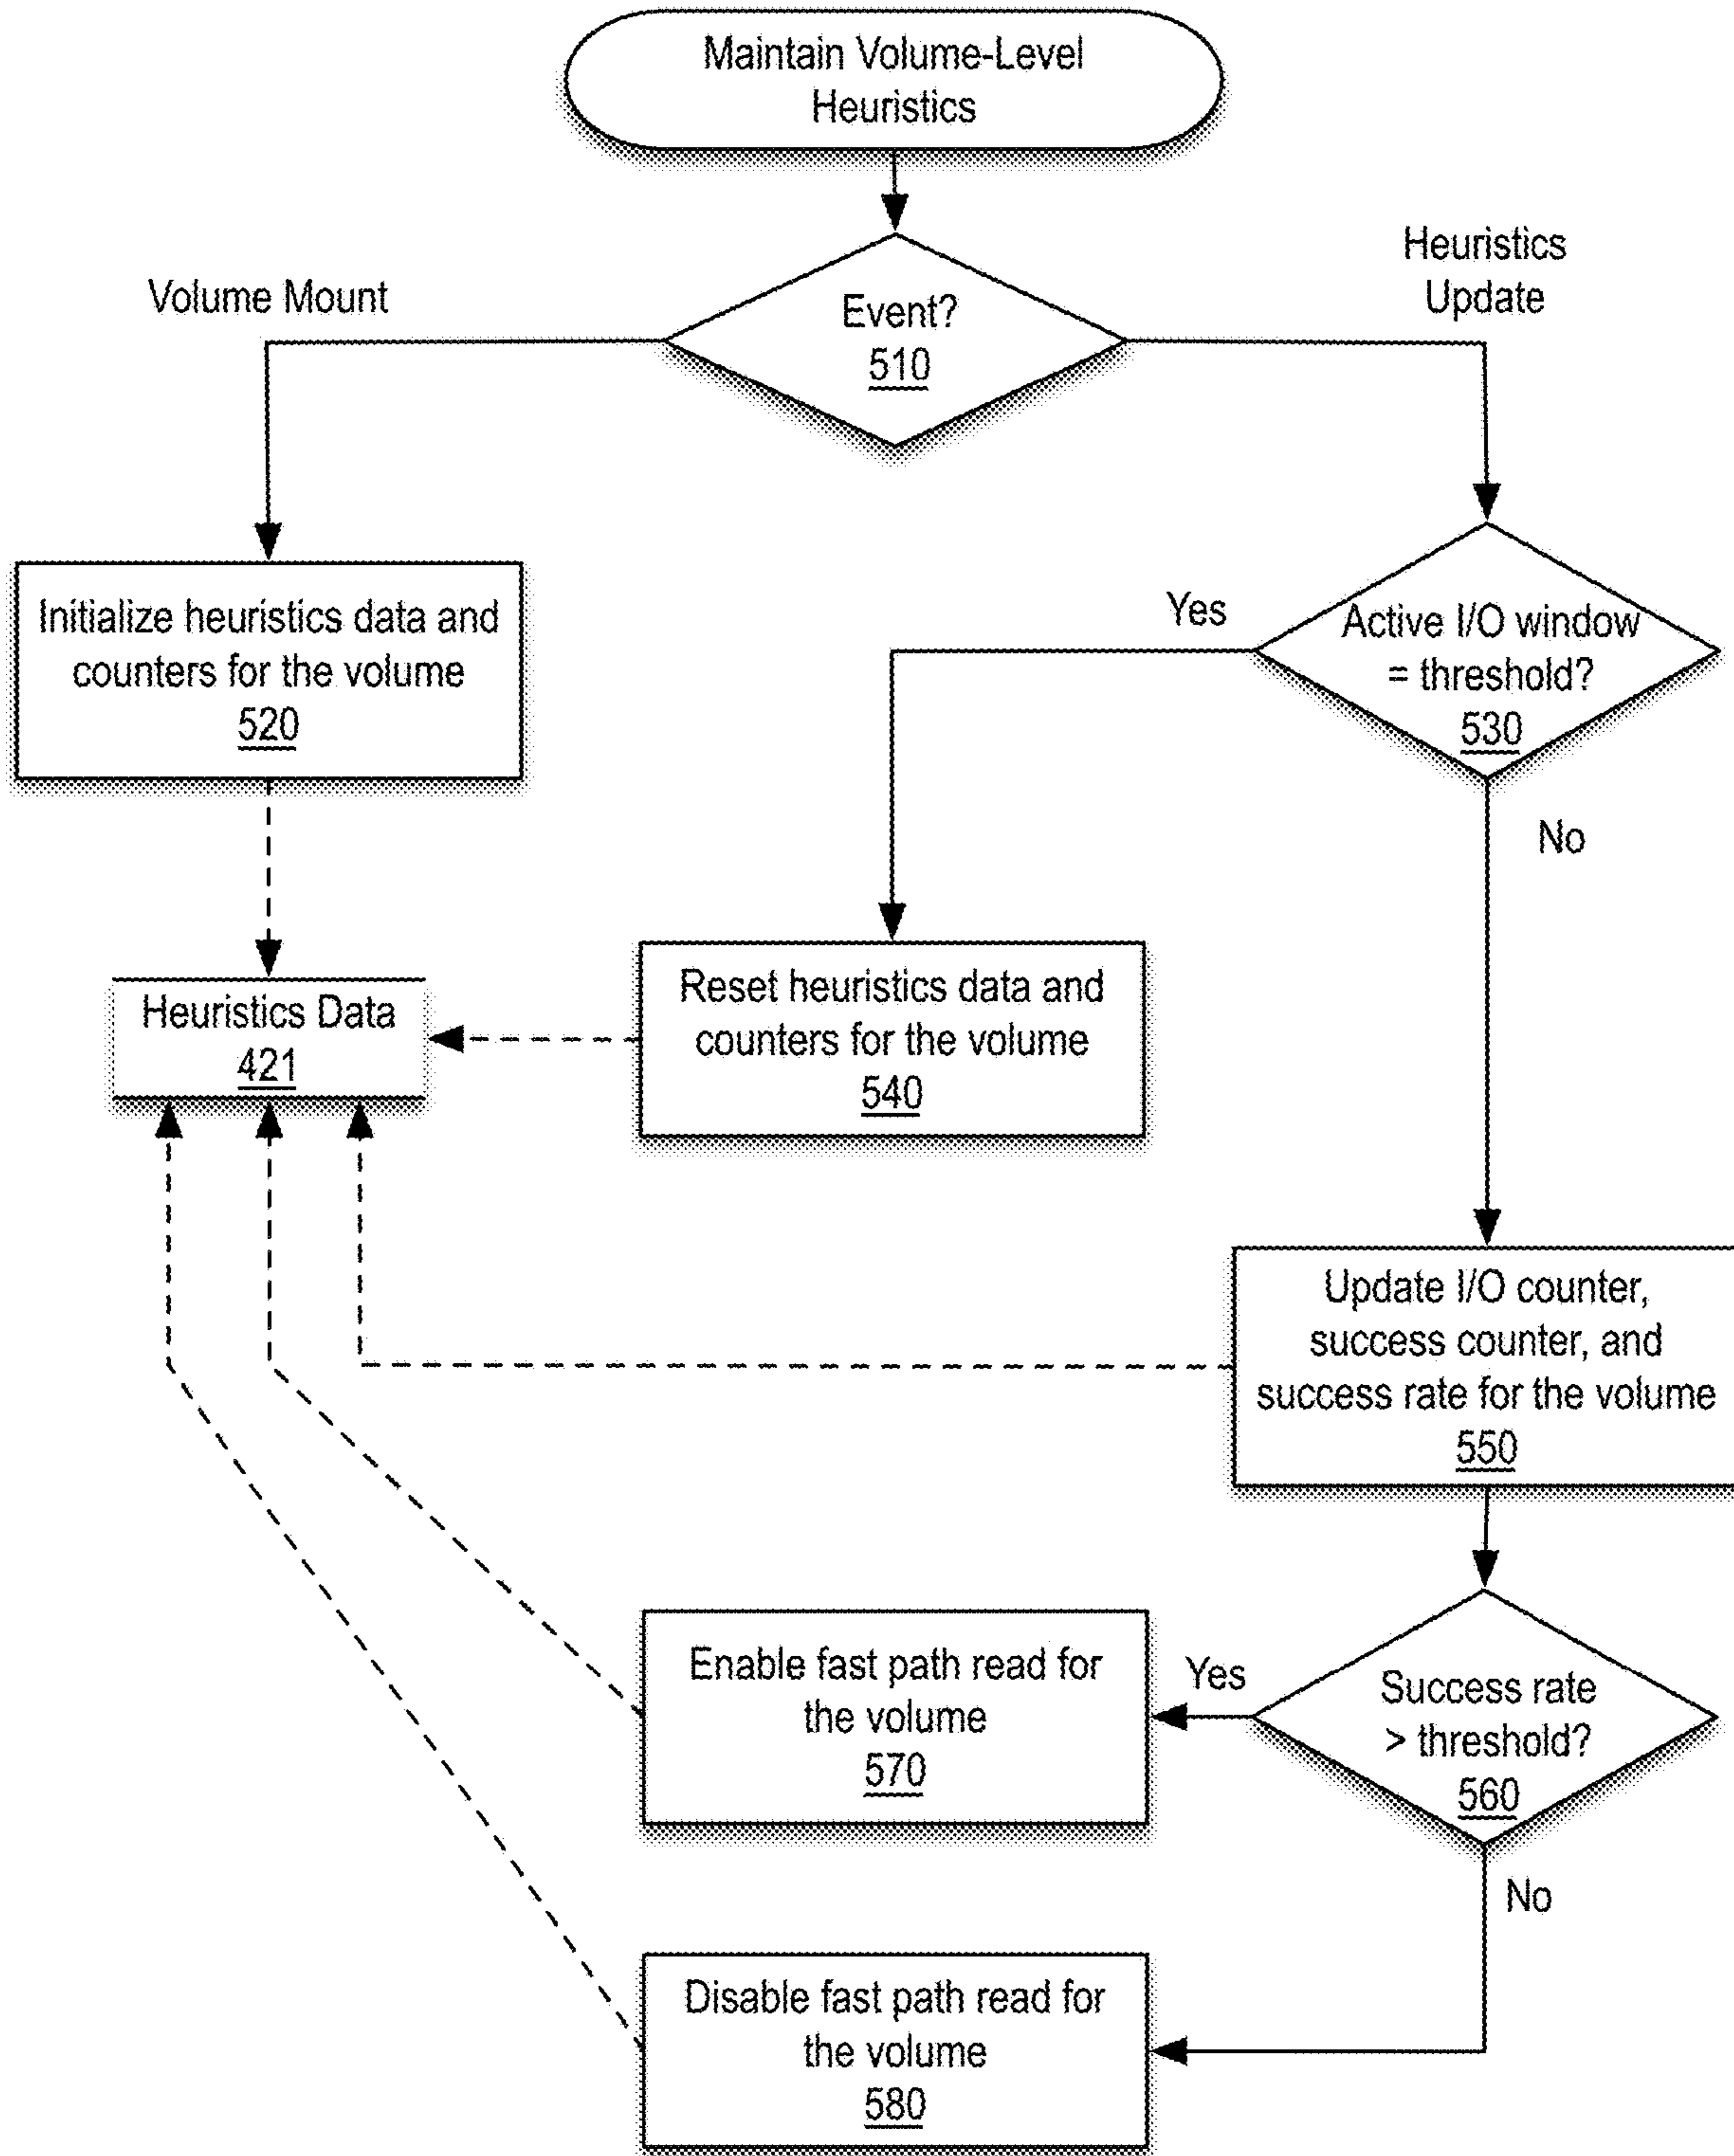 Maintain Volume-Level
Heuristics
Volume Mount
Heuristics
Update
Event?
510
Initialize heuristics data and
counters for the volume
520
Yes
Active I/O window
= threshold?
530
No
Heuristics Data
421
Reset heuristics data and
counters for the volume
540
Update I/O counter,
success counter, and
success rate for the volume
550
Enable fast path read for
the volume
570
Yes
Success rate
> threshold?
560
No
Disable fast path read for
the volume
580